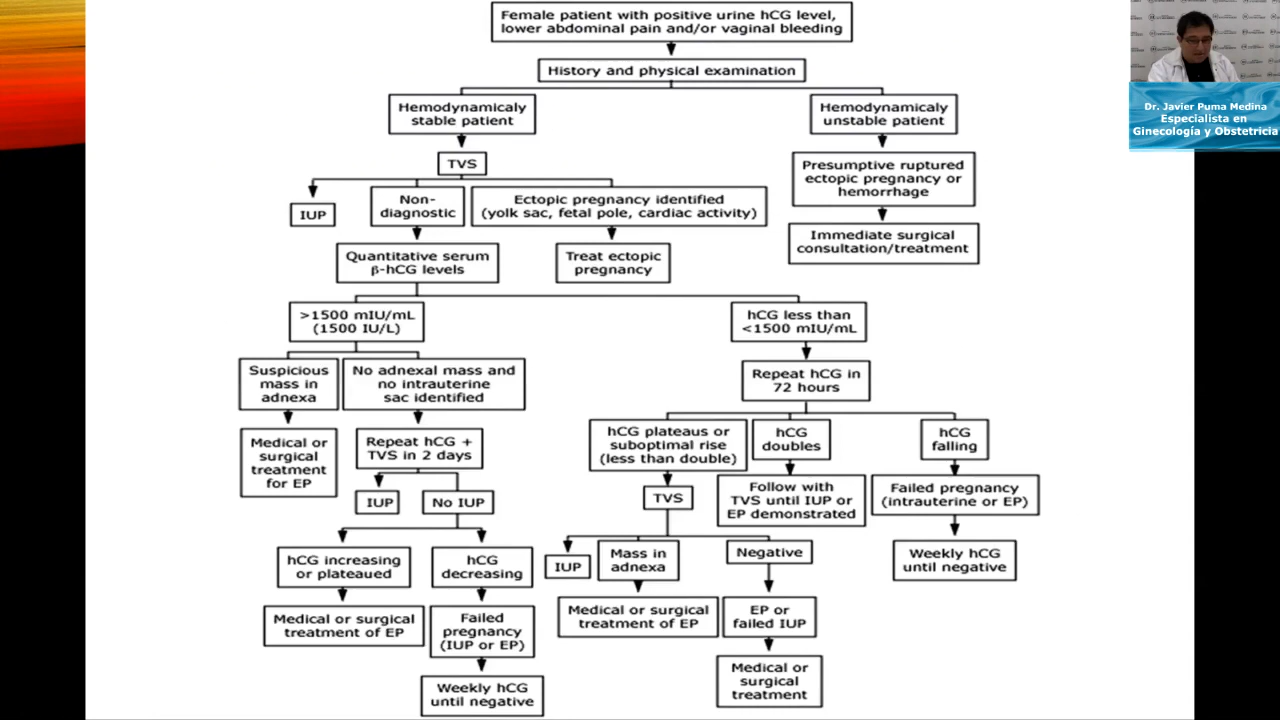 Female patient with positive urine hCG level,
lower abdominal pain and/or vaginal bleeding
History and physical examination
Hemodynamicaly
stable patient
Hemodynamicaly
unstable patient
TVS
Presumptive ruptured
ectopic pregnancy or
hemorrhage
IUP
Non-
diagnostic
Ectopic pregnancy identified
(yolk sac, fetal pole, cardiac activity)
Immediate surgical
consultation/treatment
Quantitative serum
β-hCG levels
Treat ectopic
pregnancy
>1500 mIU/mL
(1500 IU/L)
hCG less than
<1500 mIU/mL
Suspicious
mass in
adnexa
No adnexal mass and
no intrauterine
sac identified
Repeat hCG in
72 hours
Medical or
surgical
treatment
for EP
Repeat hCG +
TVS in 2 days
hCG plateaus or
suboptimal rise
(less than double)
hCG
doubles
hCG
falling
IUP
No IUP
TVS
Follow with
TVS until IUP or
EP demonstrated
Failed pregnancy
(intrauterine or EP)
hCG increasing
or plateaued
hCG
decreasing
IUP
Mass in
adnexa
Negative
Weekly hCG
until negative
Medical or surgical
treatment of EP
Failed
pregnancy
(IUP or EP)
Medical or surgical
treatment of EP
EP or
failed IUP
Weekly hCG
until negative
Medical or
surgical
treatment
Dr. Javier Puma Medina
Especialista en
Ginecología y Obstetricia